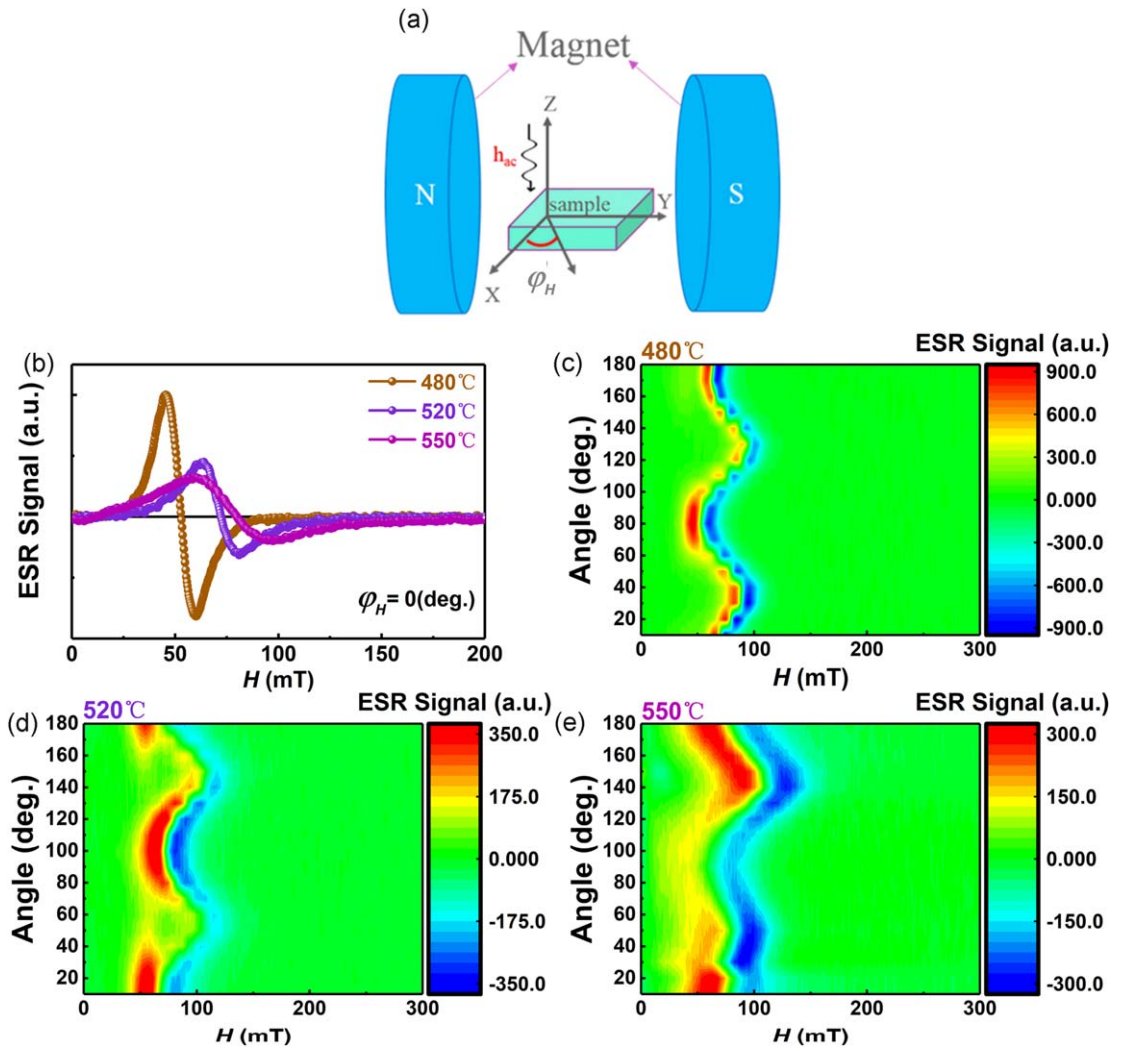 (a)
Magnet
Z
h_ac
N
S
sample
Y
X
φ_H
(b)
480℃
520℃
550℃
ESR Signal (a.u.)
φ_H = 0(deg.)
0 50 100 150 200
H (mT)
(c)
480℃
ESR Signal (a.u.)
180
160
140
120
100
80
60
40
20
Angle (deg.)
0 100 200 300
H (mT)
900.0
600.0
300.0
0.000
-300.0
-600.0
-900.0
(d)
520℃
ESR Signal (a.u.)
180
160
140
120
100
80
60
40
20
Angle (deg.)
0 100 200 300
H (mT)
350.0
175.0
0.000
-175.0
-350.0
(e)
550℃
ESR Signal (a.u.)
180
160
140
120
100
80
60
40
20
Angle (deg.)
0 100 200 300
H (mT)
300.0
150.0
0.000
-150.0
-300.0